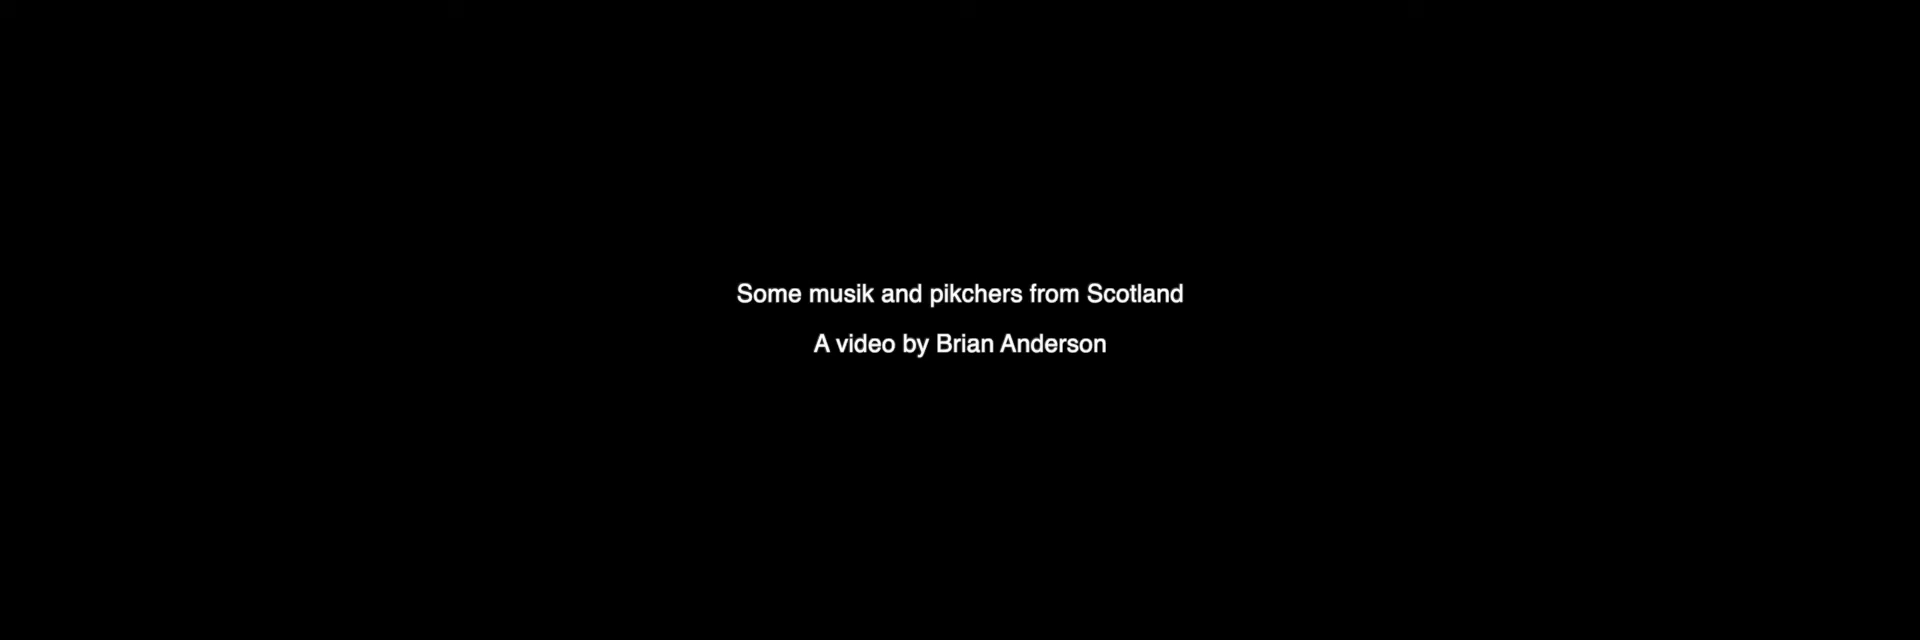 Some musik and pikchers from Scotland
A video by Brian Anderson